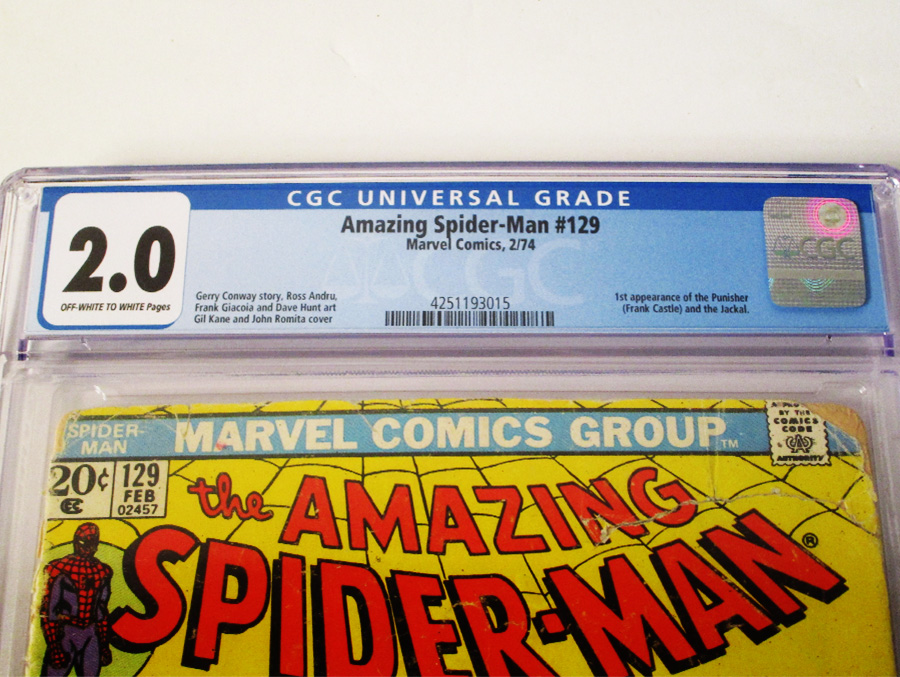 CGC UNIVERSAL GRADE
2.0
OFF-WHITE TO WHITE Pages
Amazing Spider-Man #129
Marvel Comics, 2/74
Gerry Conway story, Ross Andru,
Frank Giacoia and Dave Hunt art
Gil Kane and John Romita cover
4251193015
1st appearance of the Punisher
(Frank Castle) and the Jackal.
CGC
CGC
SPIDER-
MAN
MARVEL COMICS GROUP™
BY THE
COMICS
CODE
AUTHORITY
20¢
129
FEB
02457
the AMAZING
SPIDER-MAN®